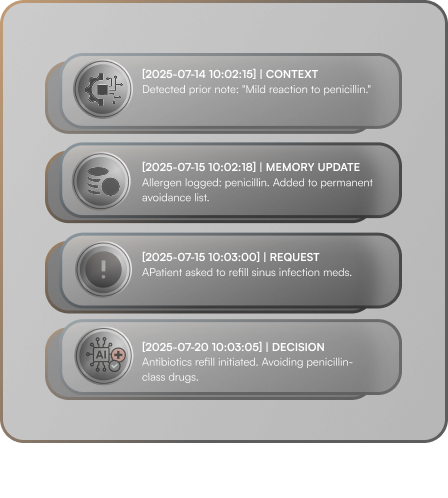 [2025-07-14 10:02:15] | CONTEXT
Detected prior note: "Mild reaction to penicillin."
[2025-07-15 10:02:18] | MEMORY UPDATE
Allergen logged: penicillin. Added to permanent
avoidance list.
[2025-07-15 10:03:00] | REQUEST
APatient asked to refill sinus infection meds.
AI
[2025-07-20 10:03:05] | DECISION
Antibiotics refill initiated. Avoiding penicillin-
class drugs.